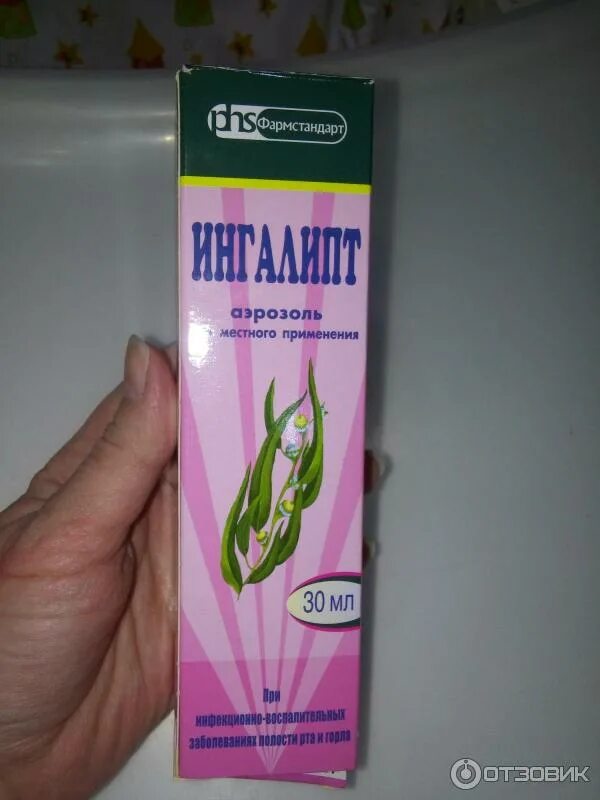 phs Фармстандарт
ИНГАЛИПТ
аэрозоль
местного применения
30 мл
При
инфекционно-воспалительных
заболеваниях полости рта и горла
ОТЗОВИК